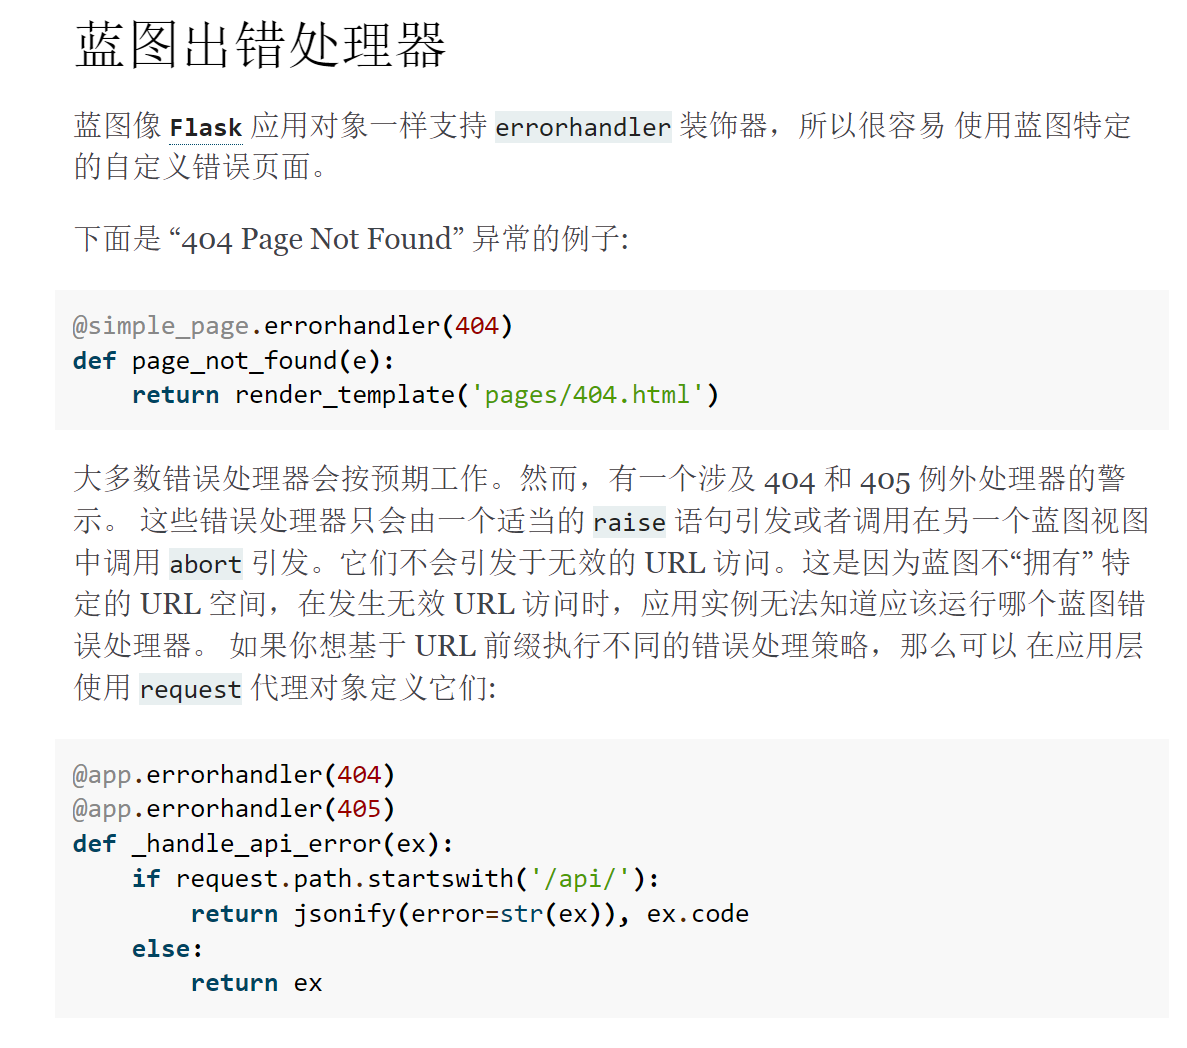 蓝图出错处理器
蓝图像 Flask 应用对象一样支持 errorhandler 装饰器，所以很容易 使用蓝图特定
的自定义错误页面。
下面是 “404 Page Not Found” 异常的例子:
@simple_page.errorhandler(404)
def page_not_found(e):
    return render_template('pages/404.html')
大多数错误处理器会按预期工作。然而，有一个涉及 404 和 405 例外处理器的警
示。 这些错误处理器只会由一个适当的 raise 语句引发或者调用在另一个蓝图视图
中调用 abort 引发。它们不会引发于无效的 URL 访问。这是因为蓝图不“拥有” 特
定的 URL 空间，在发生无效 URL 访问时，应用实例无法知道应该运行哪个蓝图错
误处理器。 如果你想基于 URL 前缀执行不同的错误处理策略，那么可以 在应用层
使用 request 代理对象定义它们:
@app.errorhandler(404)
@app.errorhandler(405)
def _handle_api_error(ex):
    if request.path.startswith('/api/'):
        return jsonify(error=str(ex)), ex.code
    else:
        return ex